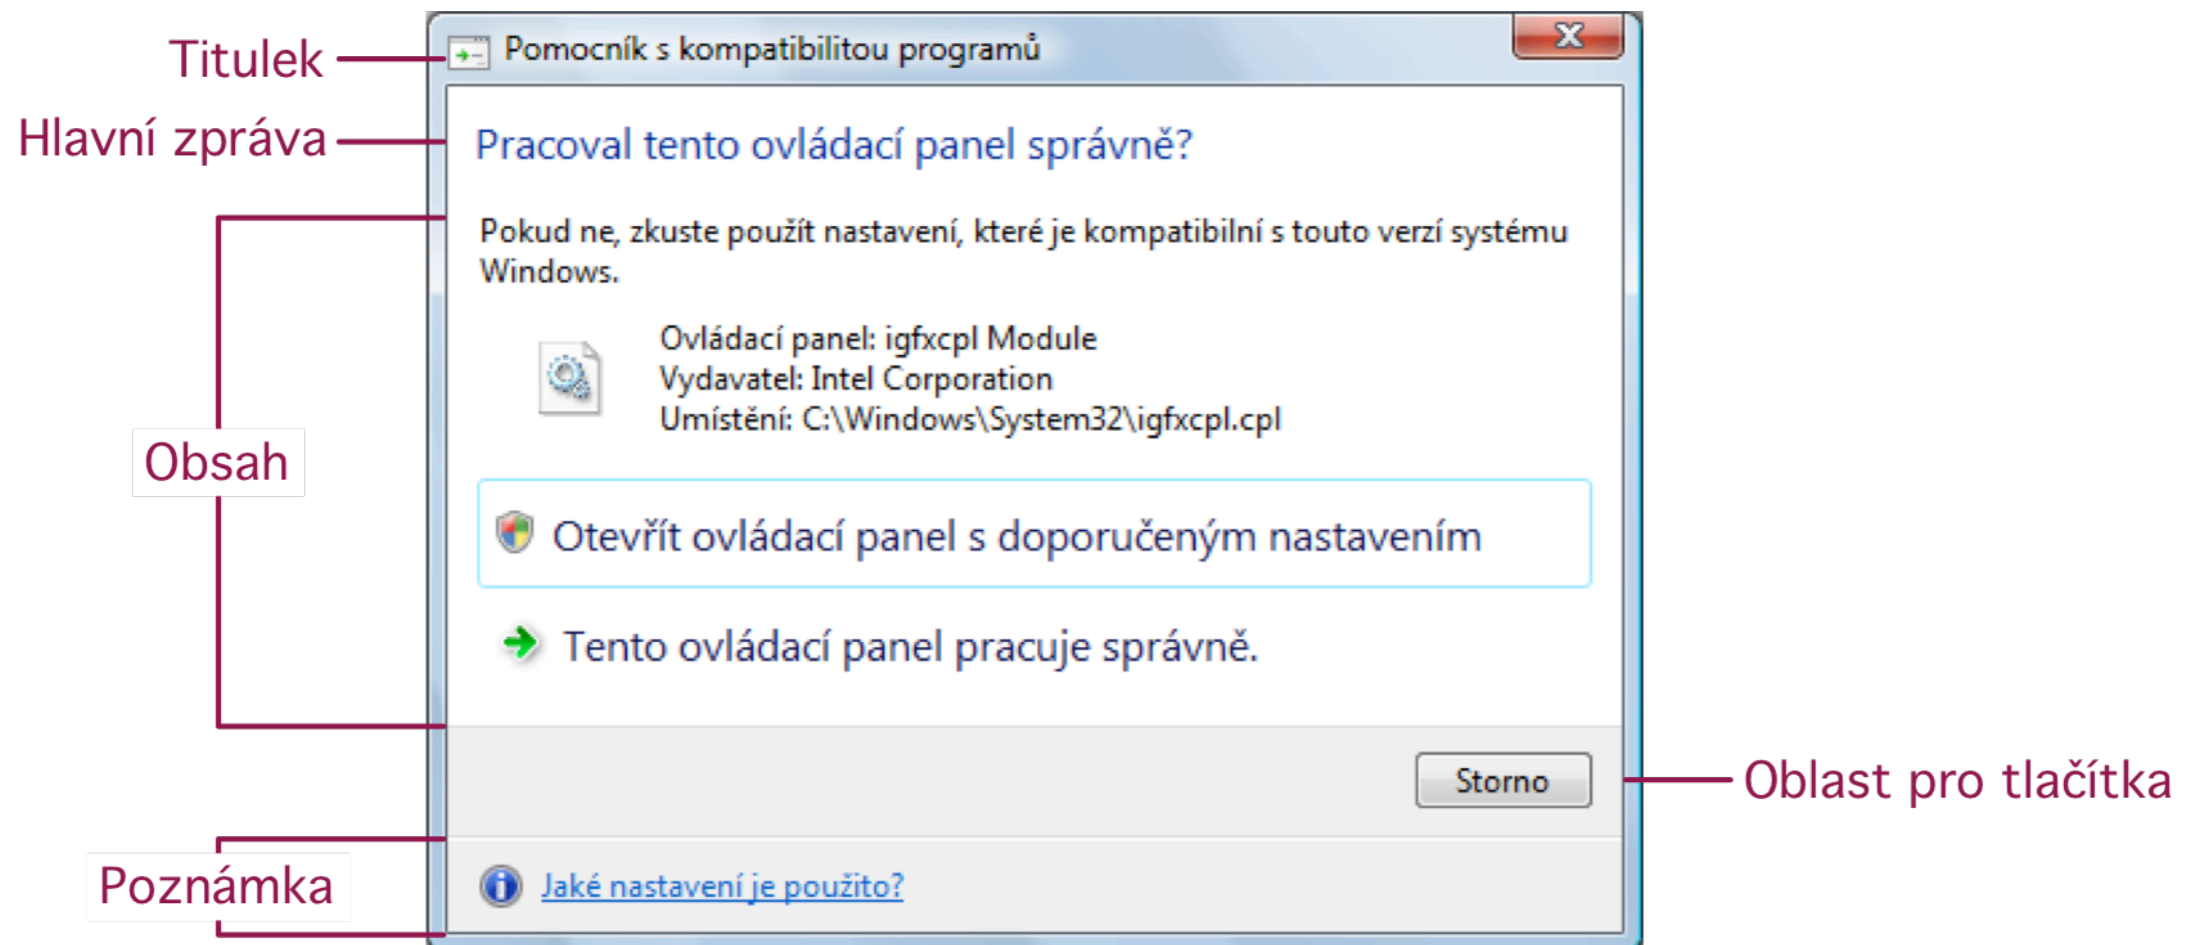 Titulek
Pomocník s kompatibilitou programů
Hlavní zpráva
Pracoval tento ovládací panel správně?
Pokud ne, zkuste použít nastavení, které je kompatibilní s touto verzí systému
Windows.
Ovládací panel: igfxcpl Module
Vydavatel: Intel Corporation
Umístění: C:\Windows\System32\igfxcpl.cpl
Obsah
Otevřít ovládací panel s doporučeným nastavením
Tento ovládací panel pracuje správně.
Storno
Oblast pro tlačítka
Poznámka
Jaké nastavení je použito?